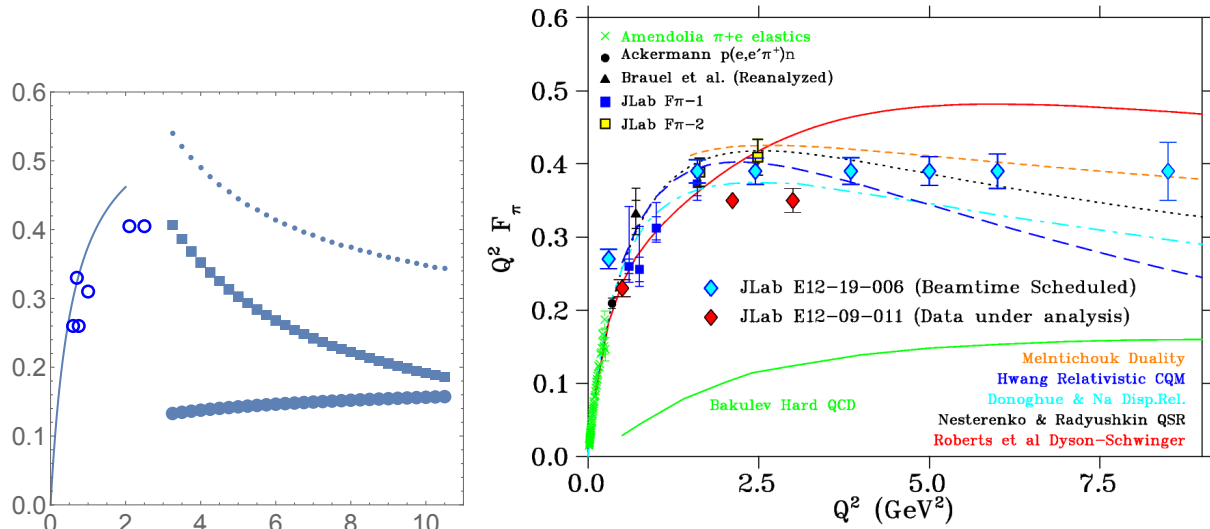 0.6
0.5
0.4
0.3
0.2
0.1
0.0
0 2 4 6 8 10
0.6
0.5
0.4
0.3
0.2
0.1
0.0
Q² Fπ
Amendolia π+e elastics
Ackermann p(e,e′π⁺)n
Brauel et al. (Reanalyzed)
JLab Fπ−1
JLab Fπ−2
JLab E12−19−006 (Beamtime Scheduled)
JLab E12−09−011 (Data under analysis)
Bakulev Hard QCD
Melntichouk Duality
Hwang Relativistic CQM
Donoghue & Na Disp.Rel.
Nesterenko & Radyushkin QSR
Roberts et al Dyson−Schwinger
0.0 2.5 5.0 7.5
Q² (GeV²)